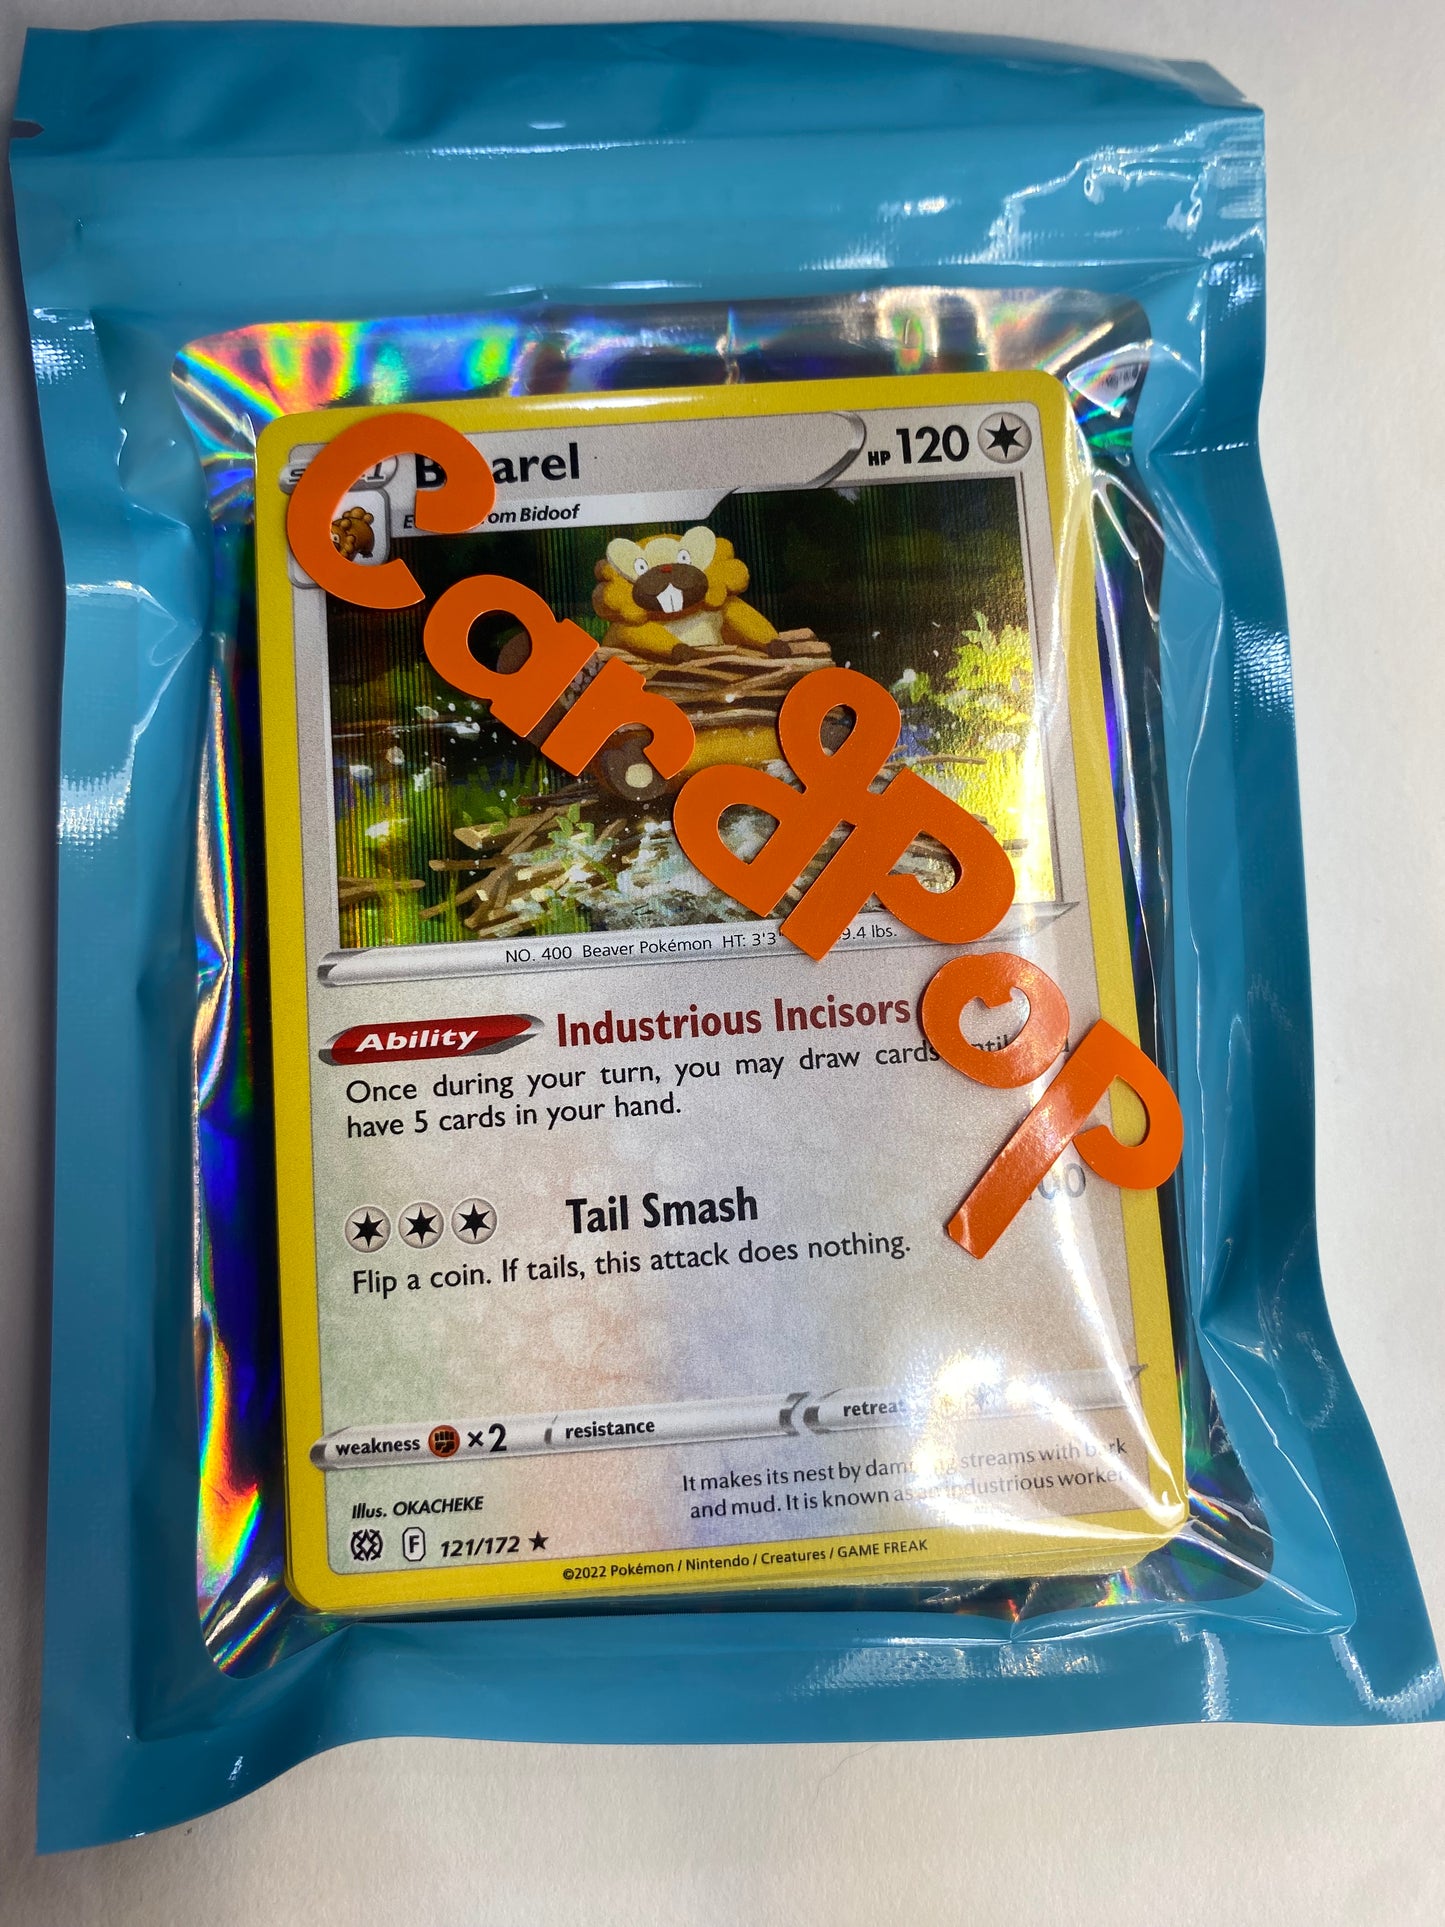 CardPop
HP 120
om Bidoof
NO. 400 Beaver Pokémon HT: 3'3" 9.4 lbs.
Ability Industrious Incisors
Once during your turn, you may draw cards
have 5 cards in your hand.
Tail Smash
Flip a coin. If tails, this attack does nothing.
weakness ×2 resistance retreat
It makes its nest by streams with bark
and mud. It is known as an industrious worker
Illus. OKACHEKE
F 121/172
©2022 Pokémon / Nintendo / Creatures / GAME FREAK